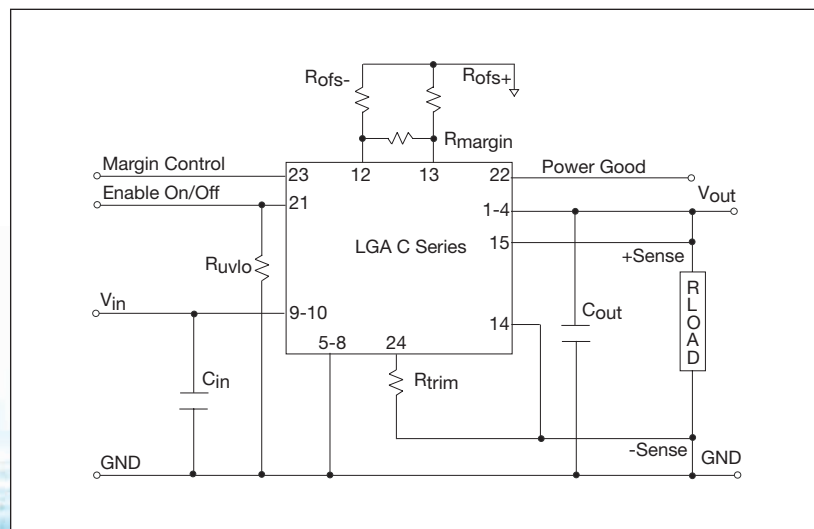 Rofs-
Rofs+
Rmargin
Margin Control
23
12
13
22
Power Good
Enable On/Off
21
1-4
Vout
LGA C Series
15
+Sense
Ruvlo
Vin
9-10
14
Cout
RLOAD
5-8
24
Cin
Rtrim
-Sense
GND
GND